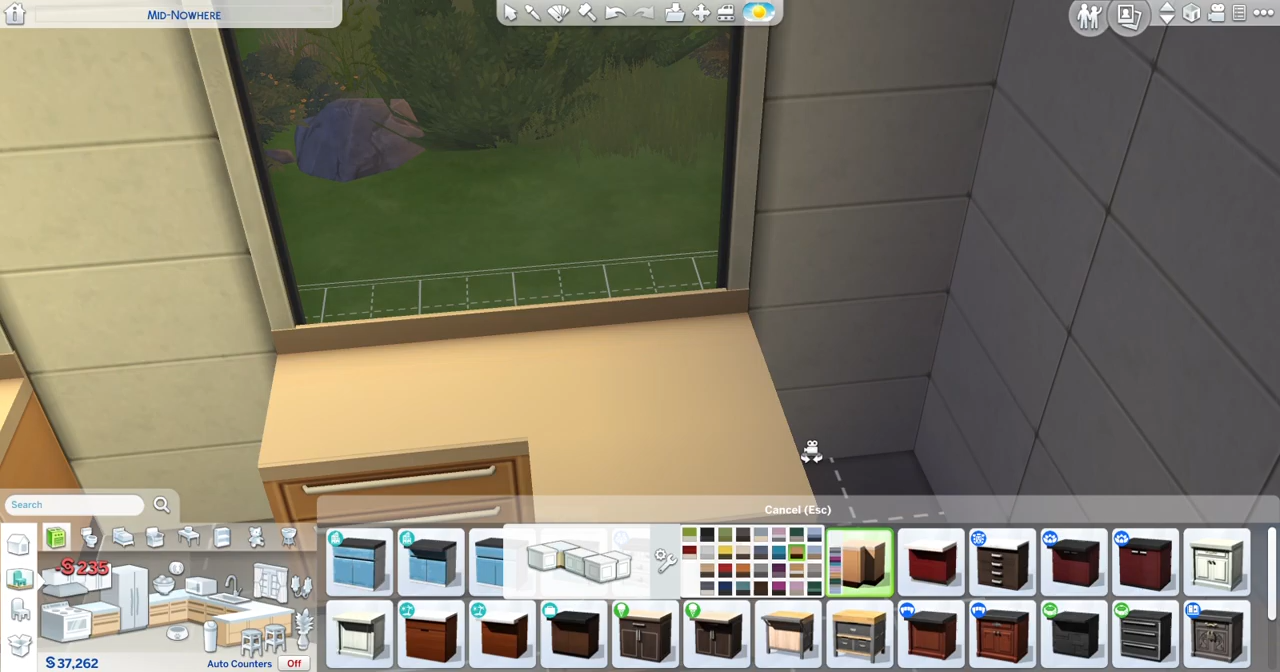 Mid-Nowhere
Cancel (Esc)
Search
-§235
§37,262
Auto Counters Off